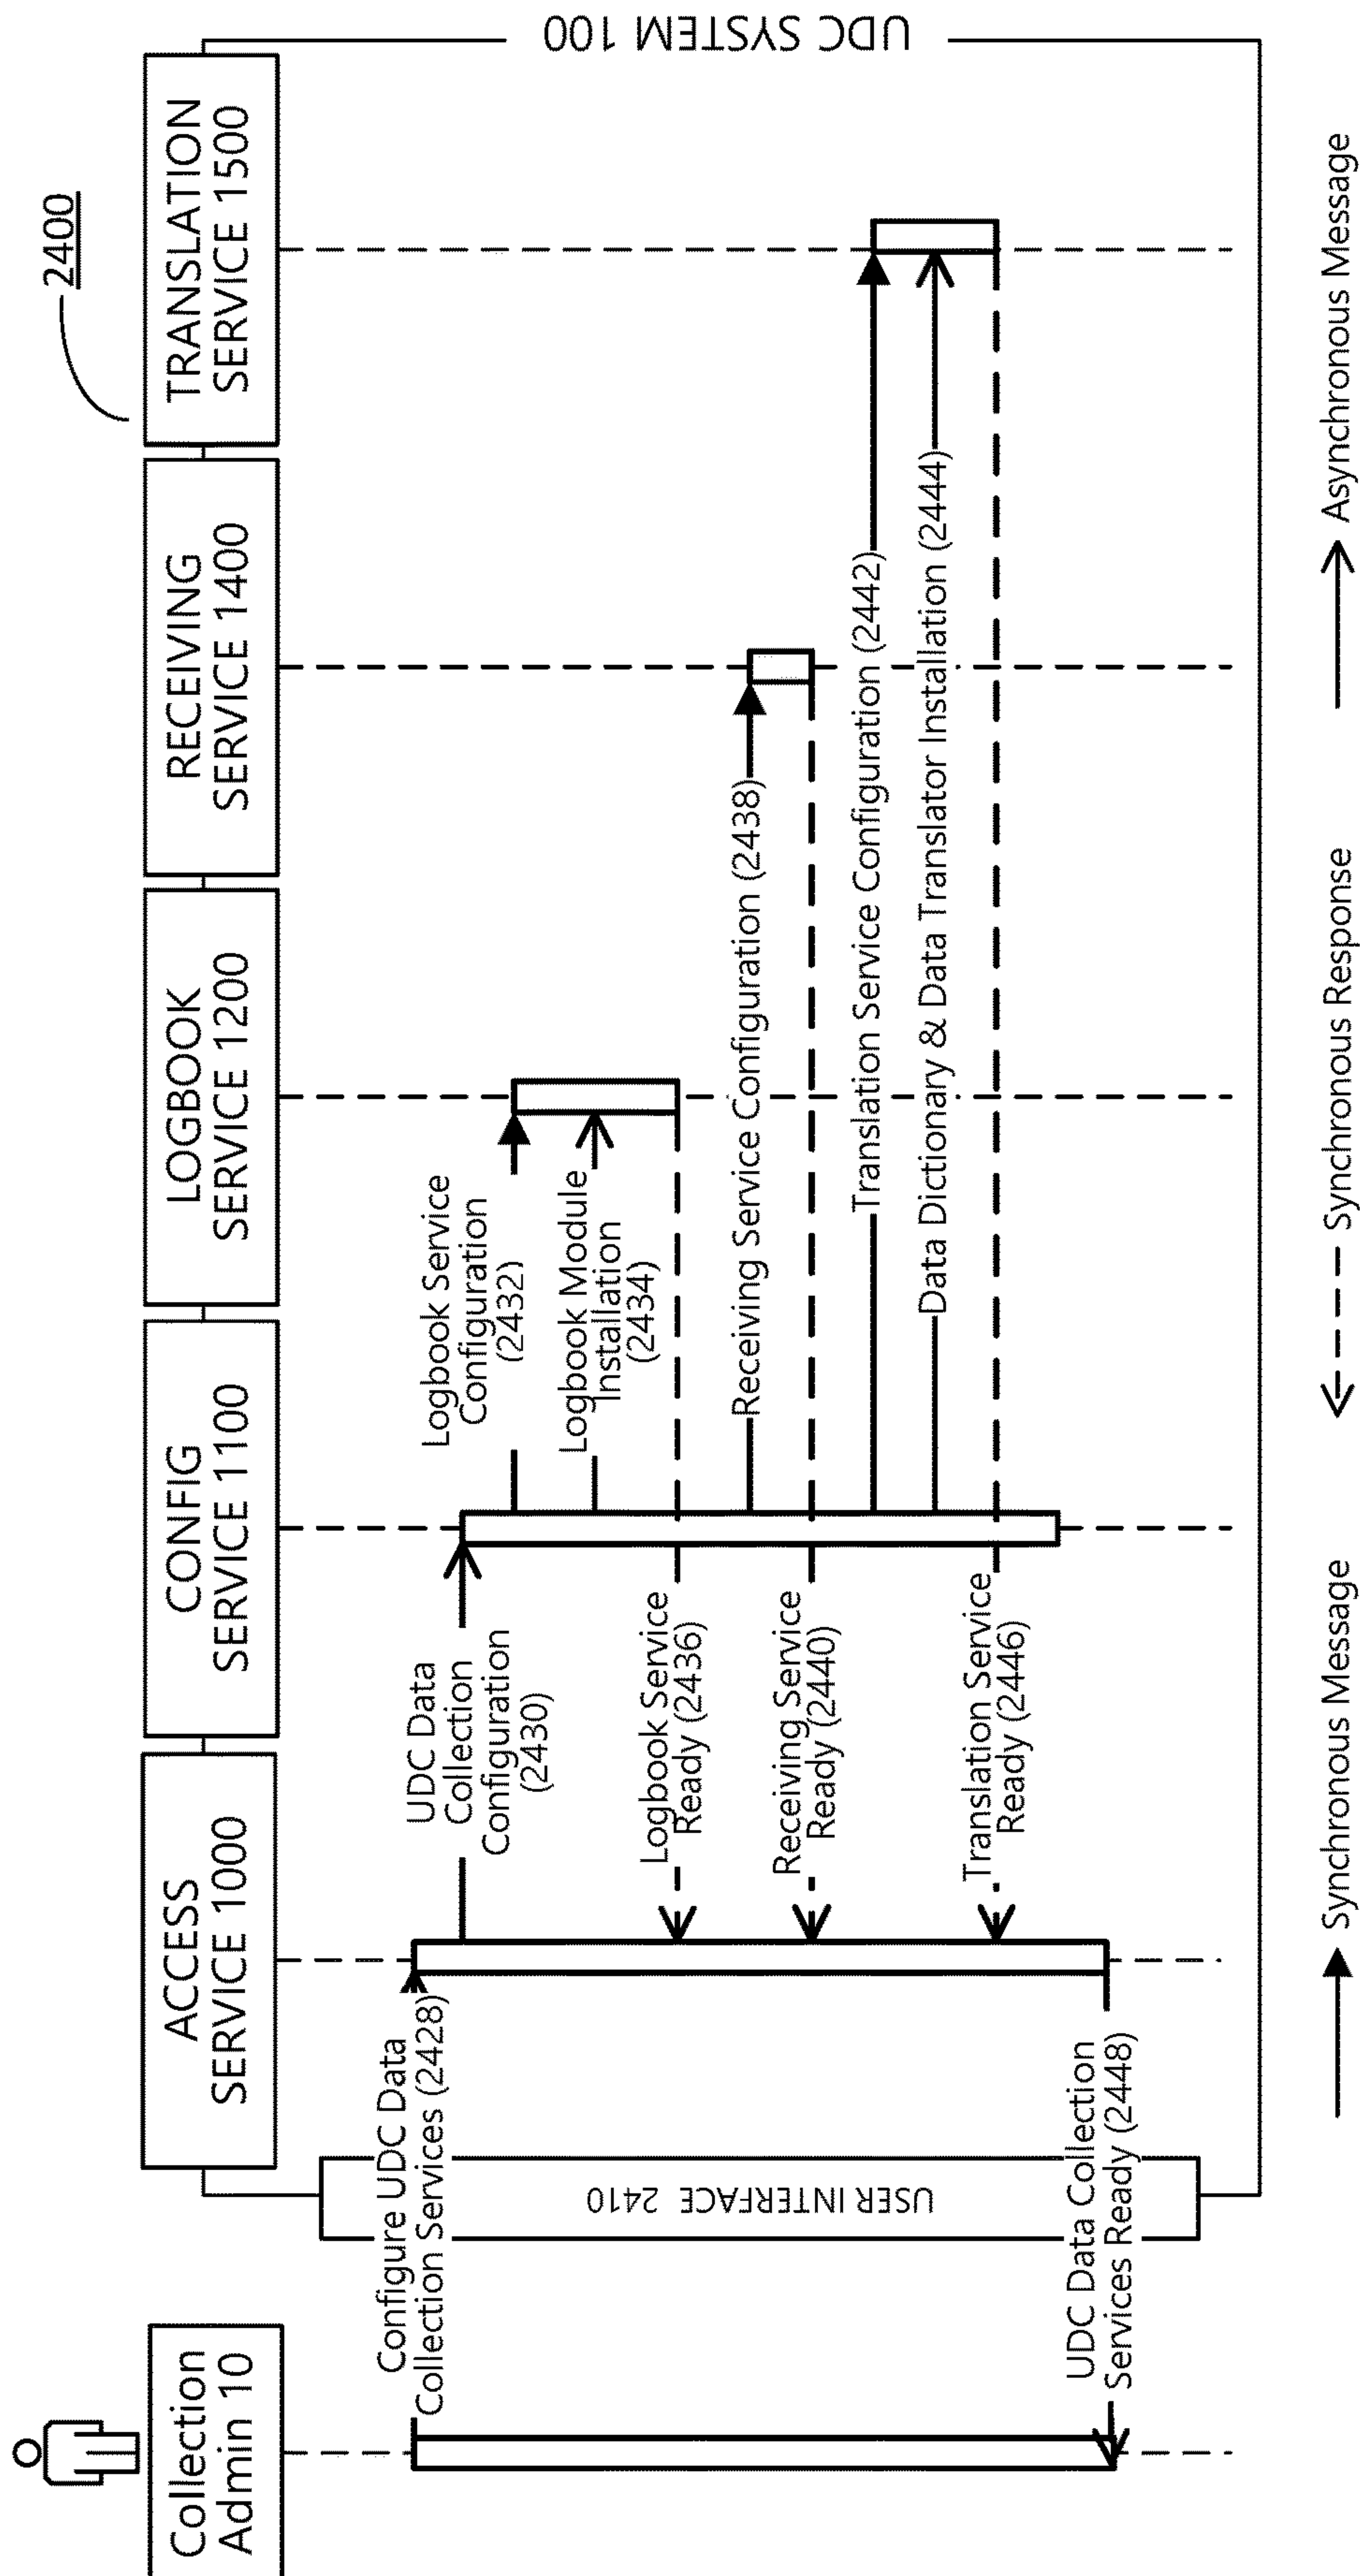 2400
Collection
Admin 10
ACCESS
SERVICE 1000
CONFIG
SERVICE 1100
LOGBOOK
SERVICE 1200
RECEIVING
SERVICE 1400
TRANSLATION
SERVICE 1500
UDC SYSTEM 100
USER INTERFACE 2410
Configure UDC Data
Collection Services (2428)
UDC Data
Collection
Configuration
(2430)
Logbook Service
Configuration
(2432)
Logbook Module
Installation
(2434)
Logbook Service
Ready (2436)
Receiving Service Configuration (2438)
Receiving Service
Ready (2440)
Translation Service Configuration (2442)
Data Dictionary & Data Translator Installation (2444)
Translation Service
Ready (2446)
UDC Data Collection
Services Ready (2448)
Synchronous Message
Synchronous Response
Asynchronous Message